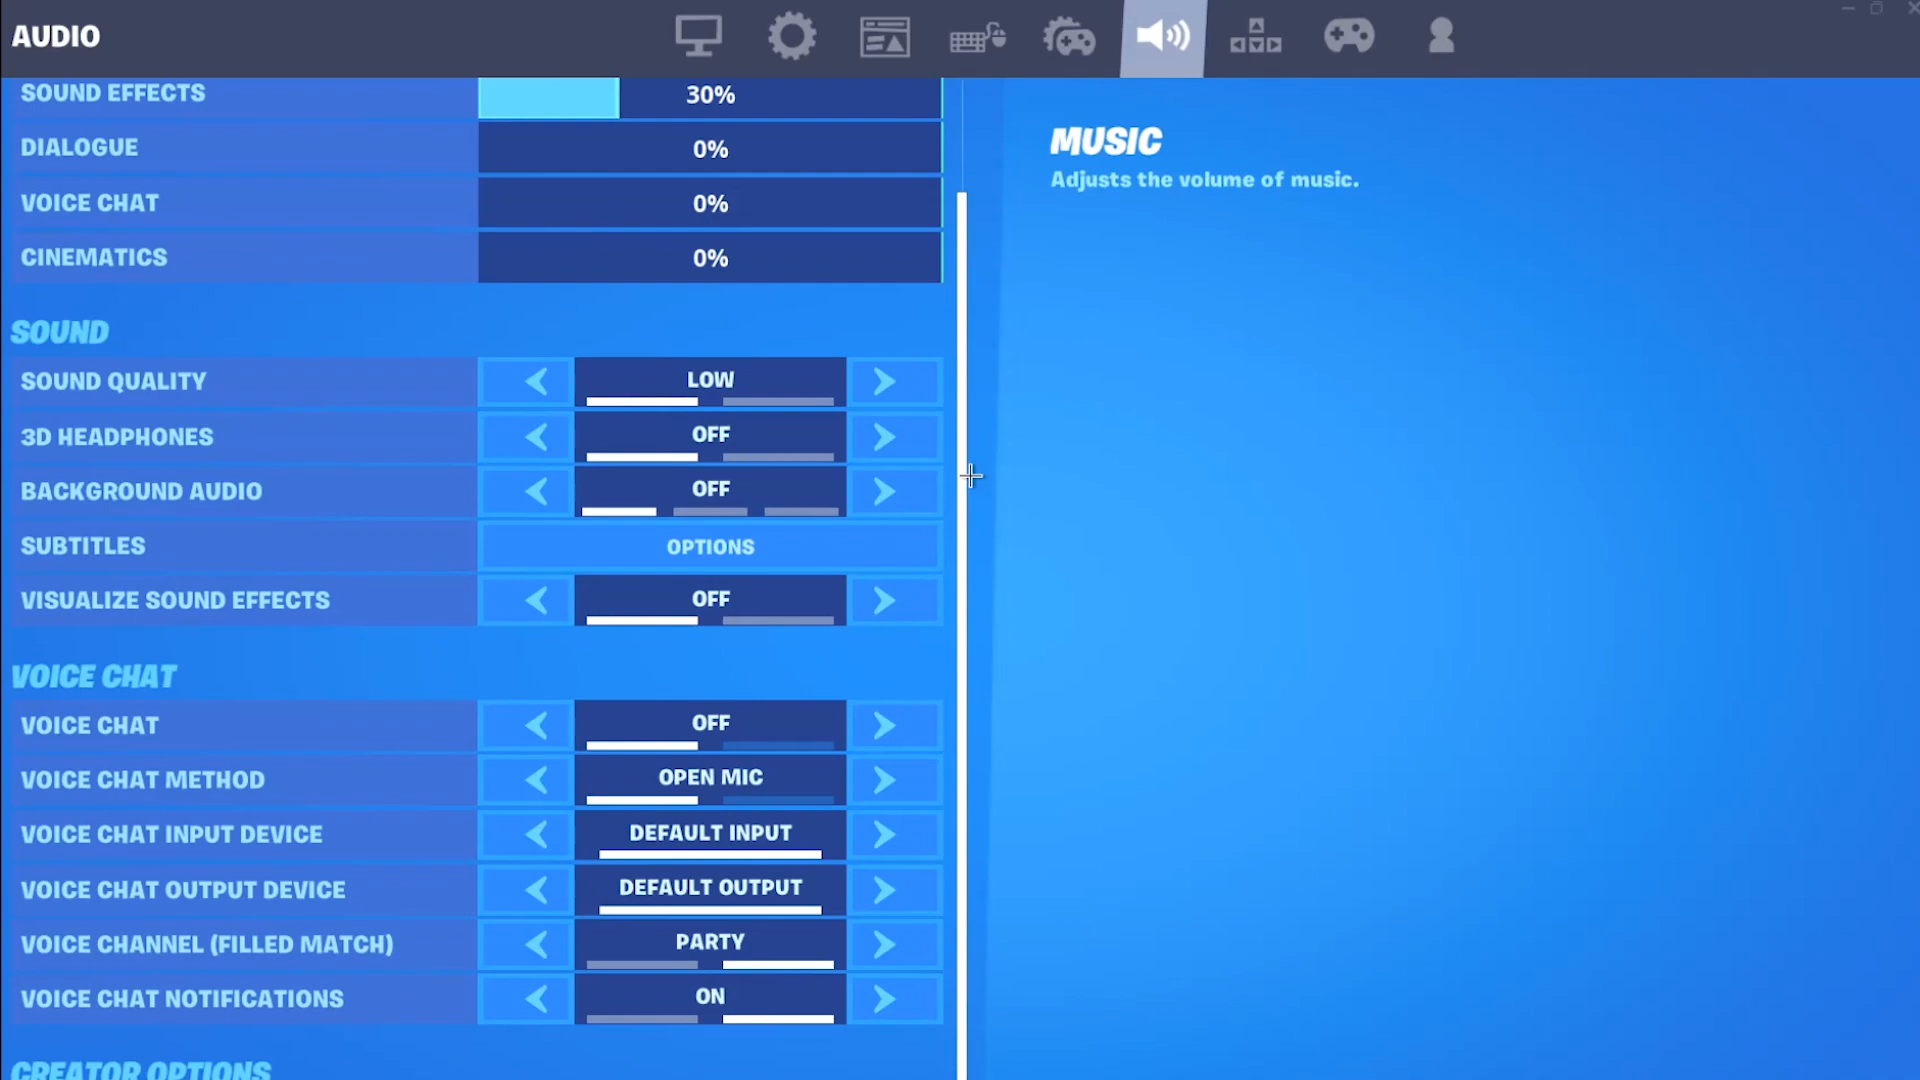 AUDIO
SOUND EFFECTS 30%
DIALOGUE 0%
VOICE CHAT 0%
CINEMATICS 0%
SOUND
SOUND QUALITY LOW
3D HEADPHONES OFF
BACKGROUND AUDIO OFF
SUBTITLES OPTIONS
VISUALIZE SOUND EFFECTS OFF
VOICE CHAT
VOICE CHAT OFF
VOICE CHAT METHOD OPEN MIC
VOICE CHAT INPUT DEVICE DEFAULT INPUT
VOICE CHAT OUTPUT DEVICE DEFAULT OUTPUT
VOICE CHANNEL (FILLED MATCH) PARTY
VOICE CHAT NOTIFICATIONS ON
CREATOR OPTIONS
MUSIC
Adjusts the volume of music.